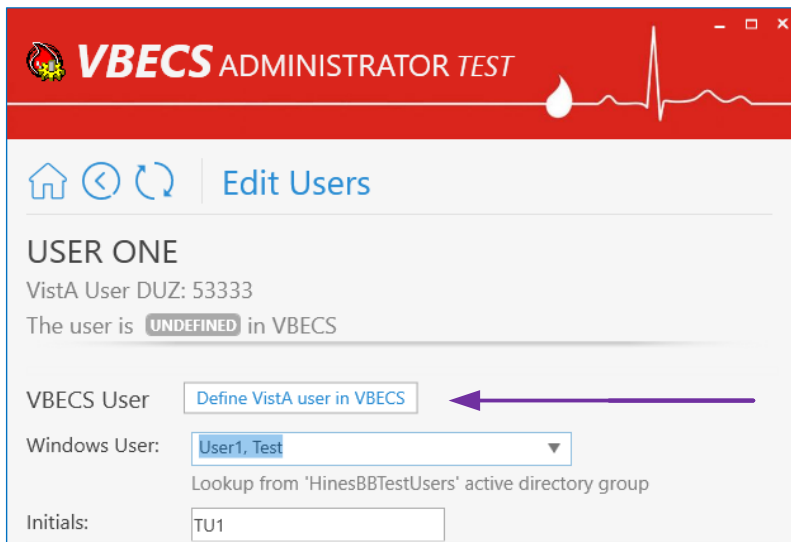 VBECS ADMINISTRATOR TEST
Edit Users
USER ONE
VistA User DUZ: 53333
The user is UNDEFINED in VBECS
VBECS User Define VistA user in VBECS
Windows User: User1, Test
Lookup from 'HinesBBTestUsers' active directory group
Initials: TU1